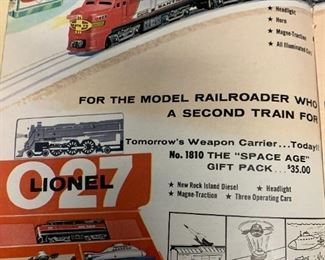 • Headlight
• Horn
• Magne-Traction
• All Illuminated
FOR THE MODEL RAILROADER WHO
A SECOND TRAIN FOR
Tomorrow's Weapon Carrier...Today!!
No. 1810 THE "SPACE AGE"
GIFT PACK...$35.00
O-27
LIONEL
★ New Rock Island Diesel ★ Headlight
★ Magne-Traction ★ Three Operating Cars